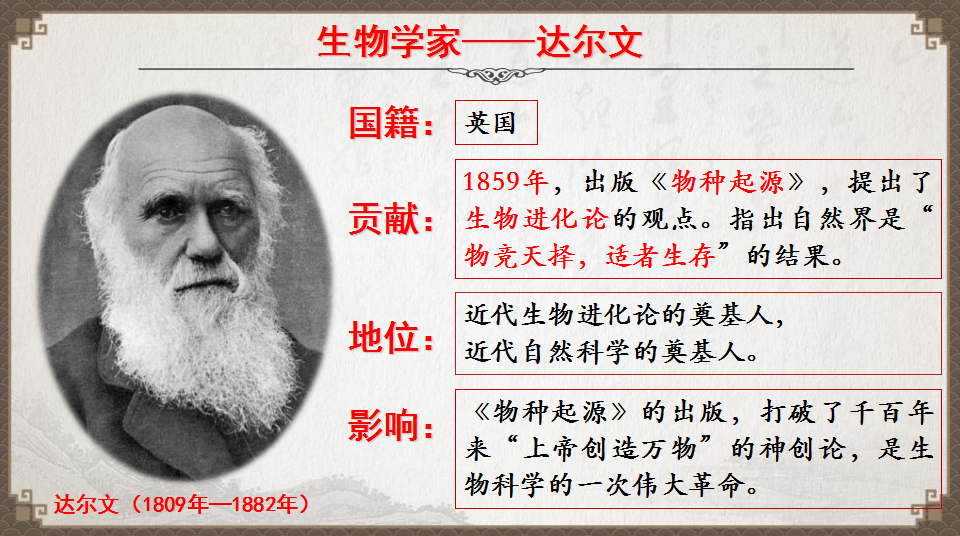 生物学家——达尔文
国籍：
英国
贡献：
1859年，出版《物种起源》，提出了
生物进化论的观点。指出自然界是“
物竞天择，适者生存”的结果。
地位：
近代生物进化论的奠基人，
近代自然科学的奠基人。
影响：
《物种起源》的出版，打破了千百年
来“上帝创造万物”的神创论，是生
物科学的一次伟大革命。
达尔文（1809年—1882年）